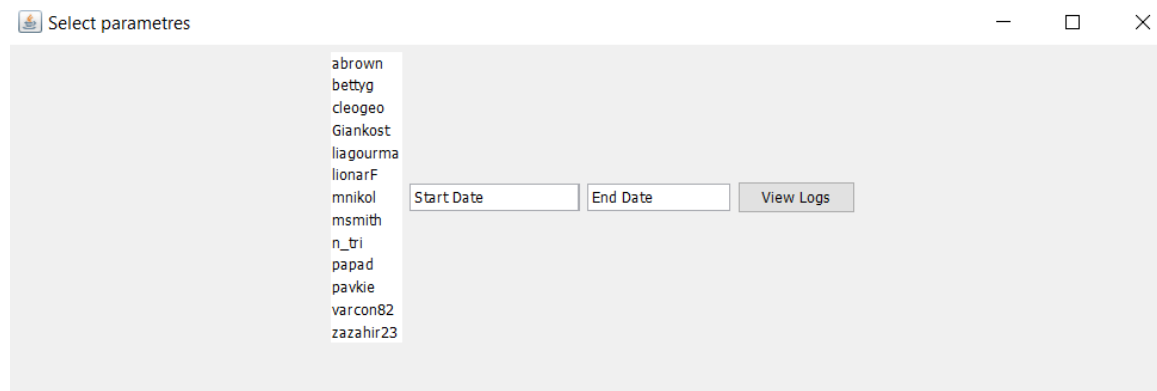 Select parametres
abrown
bettyg
cleogeo
Giankost
liagourma
lionarF
mnikol
msmith
n_tri
papad
pavkie
varcon82
zazahir23
Start Date
End Date
View Logs